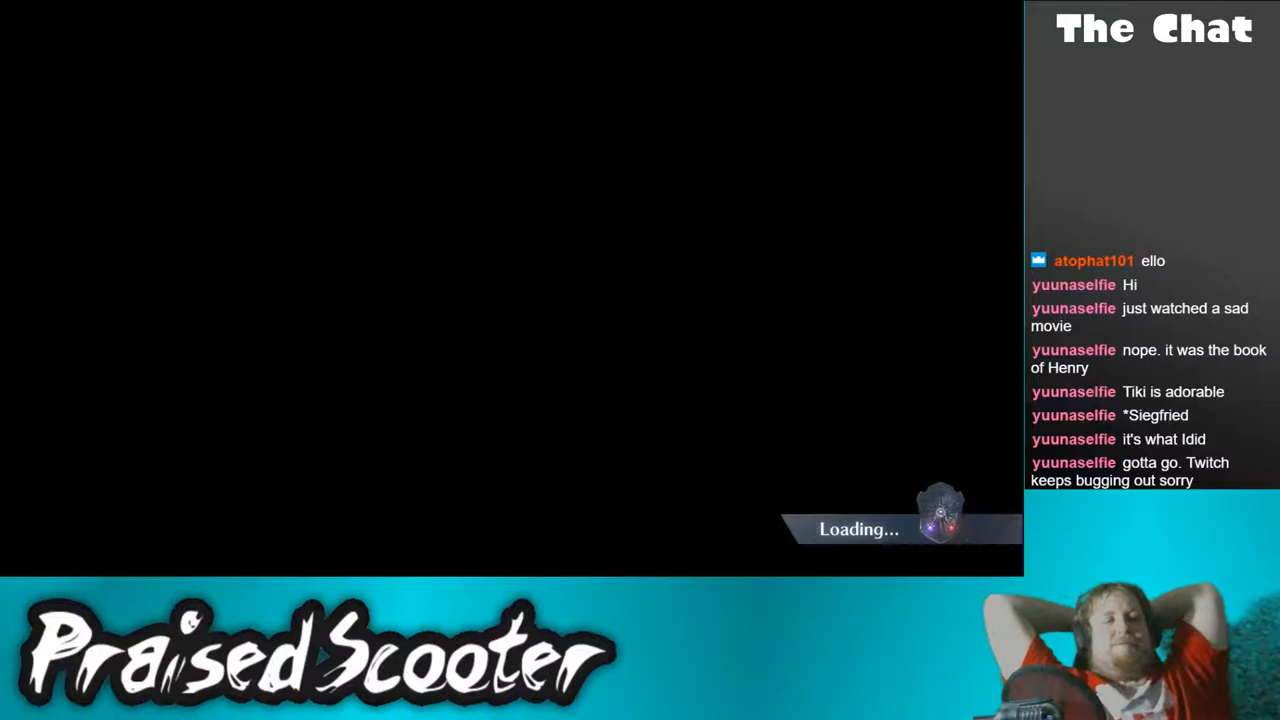 The Chat
atophat101 ello
yuunaselfie Hi
yuunaselfie just watched a sad
movie
yuunaselfie nope. it was the book
of Henry
yuunaselfie Tiki is adorable
yuunaselfie *Siegfried
yuunaselfie it's what Idid
yuunaselfie gotta go. Twitch
keeps bugging out sorry
Loading...
PraisedScooter